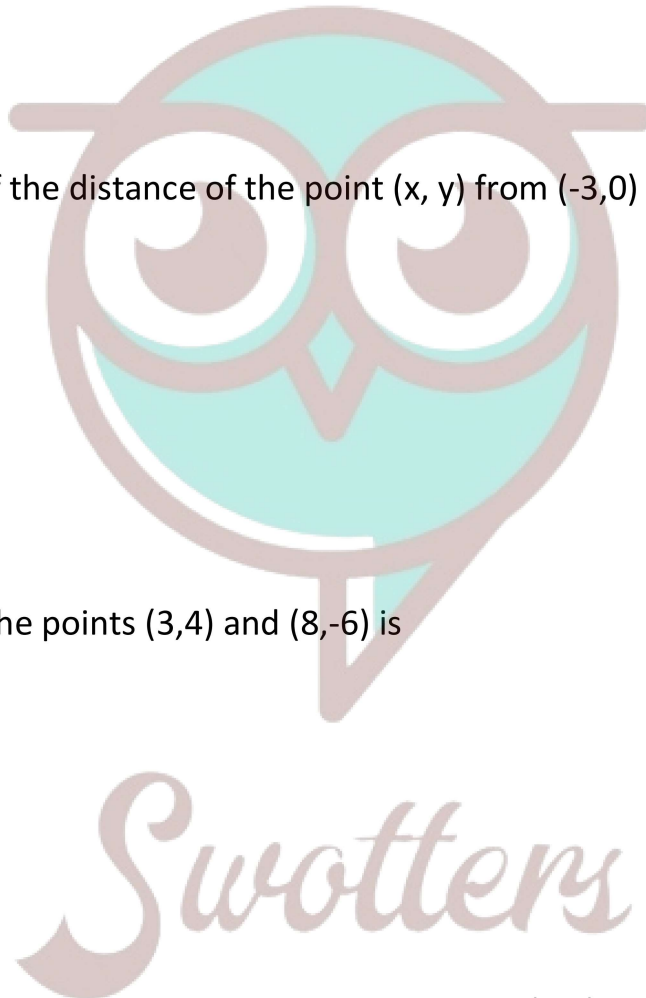 the distance of the point (x, y) from (-3,0)
he points (3,4) and (8,-6) is
Swotters